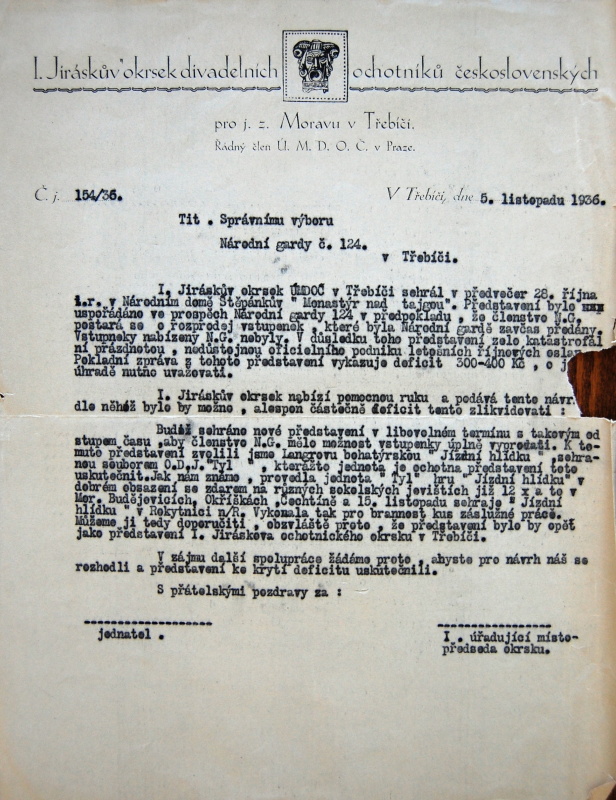 I. Jiráskův okrsek divadelních ochotníků československých
pro j. z. Moravu v Třebíči.
Řádný člen Ú. M. D. O. Č. v Praze.
Č. j. 154/36. V Třebíči, dne 5. listopadu 1936.
Tit . Správnímu výboru
Národní gardy č. 124.
v Třebíči.
I. Jiráskův okrsek ÚMDOČ v Třebíči sehrál v předvečer 28. října
t.r. v Národním domě Štěpánkův " Monastýr nad tajgou". Představení bylo
uspořádáno ve prospěch Národní gardy 124 v předpokladu , že členstvo N.G.
postará se o rozprodej vstupenek , které byla Národní gardě zavčas předány.
Vstupneky nabízeny N.G. nebyly. V důsledku toho představení zelo katastrofál
ní prázdnotou , nedůstojnou oficielního podniku letošních říjnových oslav.
Pokladní zpráva z tohoto představení vykazuje deficit 300-400 Kč , o j
úhradě nutno uvažovati.
I. Jiráskův okrsek nabízí pomocnou ruku a podává tento návr
dle něhož bylo by možno , alespoň částečně deficit tento zlikvidovati :
Budiž sehráno nové představení v libovolném termínu s takovým od
stupem času ,aby členstvo N.G. mělo možnost vstupenky úplně vyprodati. K to-
muto představení zvolili jsme Langrovu bohatýrskou " Jízdní hlídku" ,sehra-
nou souborem O.D.J."Tyl " , kterážto jednota je ochotna představení toto
uskutečnit.Jak nám známo , provedla jednota "Tyl" hru " Jízdní hlídku" v
dobrém obsazení se zdarem na různých sokolských jevištích již 12 x a to v
Mor. Budějovicích, Okříškách ,Čechtíně a 15. listopadu sehraje " Jízdní
hlídku " v Rokytnici n/R. Vykonala tak pro brannost kus záslužné práce.
Můžeme ji tedy doporučiti , obzvláště proto , že představení bylo by opět
jako představení I. Jiráskova ochotnického okrsku v Třebíči.
V zájmu další spolupráce žádáme proto , abyste pro návrh náš se
rozhodli a představení ke krytí deficitu uskutečnili.
S přátelskými pozdravy za :
jednatel .
I . úřadující místo-
předseda okrsku.